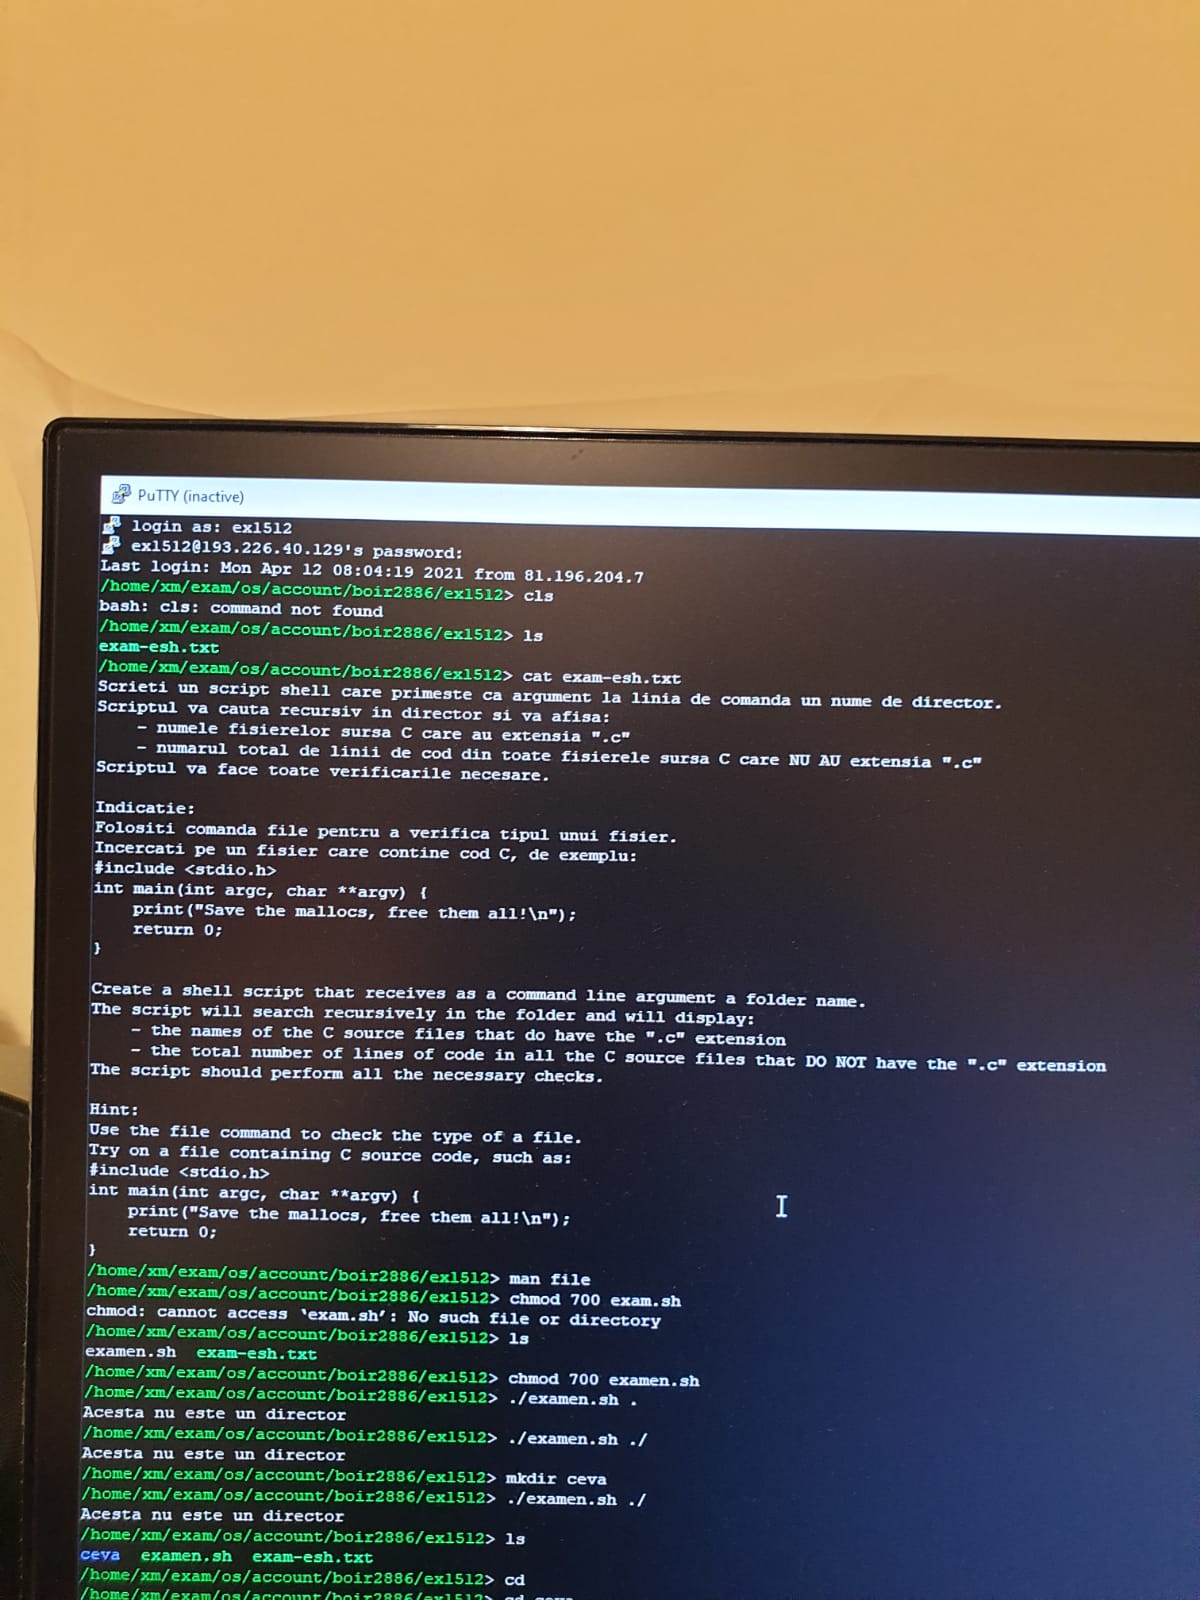 PuTTY (inactive)
login as: ex1512
ex1512@193.226.40.129's password:
Last login: Mon Apr 12 08:04:19 2021 from 81.196.204.7
/home/xm/exam/os/account/boir2886/ex1512> cls
bash: cls: command not found
/home/xm/exam/os/account/boir2886/ex1512> ls
exam-esh.txt
/home/xm/exam/os/account/boir2886/ex1512> cat exam-esh.txt
Scrieti un script shell care primeste ca argument la linia de comanda un nume de director.
Scriptul va cauta recursiv in director si va afisa:
    - numele fisierelor sursa C care au extensia ".c"
    - numarul total de linii de cod din toate fisierele sursa C care NU AU extensia ".c"
Scriptul va face toate verificarile necesare.

Indicatie:
Folositi comanda file pentru a verifica tipul unui fisier.
Incercati pe un fisier care contine cod C, de exemplu:
#include <stdio.h>
int main(int argc, char **argv) {
    print("Save the mallocs, free them all!\n");
    return 0;
}

Create a shell script that receives as a command line argument a folder name.
The script will search recursively in the folder and will display:
    - the names of the C source files that do have the ".c" extension
    - the total number of lines of code in all the C source files that DO NOT have the ".c" extension
The script should perform all the necessary checks.

Hint:
Use the file command to check the type of a file.
Try on a file containing C source code, such as:
#include <stdio.h>
int main(int argc, char **argv) {
    print("Save the mallocs, free them all!\n");
    return 0;
}
/home/xm/exam/os/account/boir2886/ex1512> man file
/home/xm/exam/os/account/boir2886/ex1512> chmod 700 exam.sh
chmod: cannot access ‘exam.sh’: No such file or directory
/home/xm/exam/os/account/boir2886/ex1512> ls
examen.sh  exam-esh.txt
/home/xm/exam/os/account/boir2886/ex1512> chmod 700 examen.sh
/home/xm/exam/os/account/boir2886/ex1512> ./examen.sh .
Acesta nu este un director
/home/xm/exam/os/account/boir2886/ex1512> ./examen.sh ./
Acesta nu este un director
/home/xm/exam/os/account/boir2886/ex1512> mkdir ceva
/home/xm/exam/os/account/boir2886/ex1512> ./examen.sh ./
Acesta nu este un director
/home/xm/exam/os/account/boir2886/ex1512> ls
ceva  examen.sh  exam-esh.txt
/home/xm/exam/os/account/boir2886/ex1512> cd
/home/xm/exam/os/account/boir2886/ex1512>